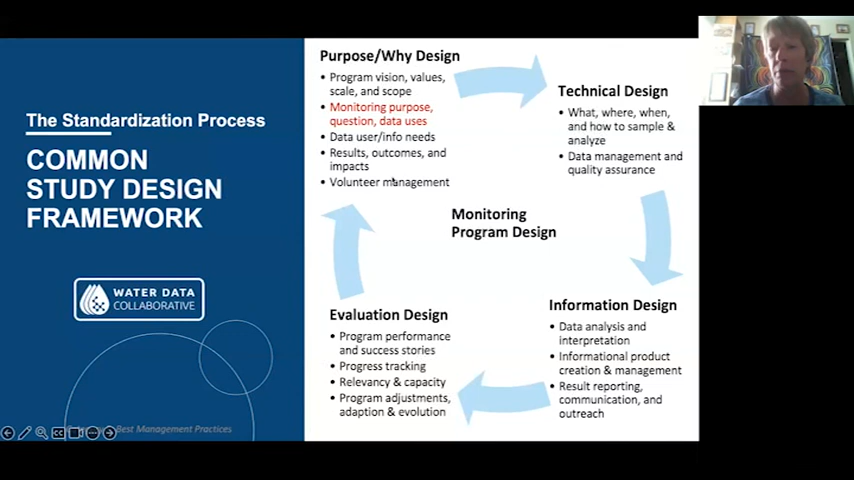 The Standardization Process
COMMON
STUDY DESIGN
FRAMEWORK
WATER DATA
COLLABORATIVE
Best Management Practices
Purpose/Why Design
• Program vision, values,
scale, and scope
• Monitoring purpose,
question, data uses
• Data user/info needs
• Results, outcomes, and
impacts
• Volunteer management
Technical Design
• What, where, when,
and how to sample &
analyze
• Data management and
quality assurance
Monitoring
Program Design
Information Design
• Data analysis and
interpretation
• Informational product
creation & management
• Result reporting,
communication, and
outreach
Evaluation Design
• Program performance
and success stories
• Progress tracking
• Relevancy & capacity
• Program adjustments,
adaption & evolution